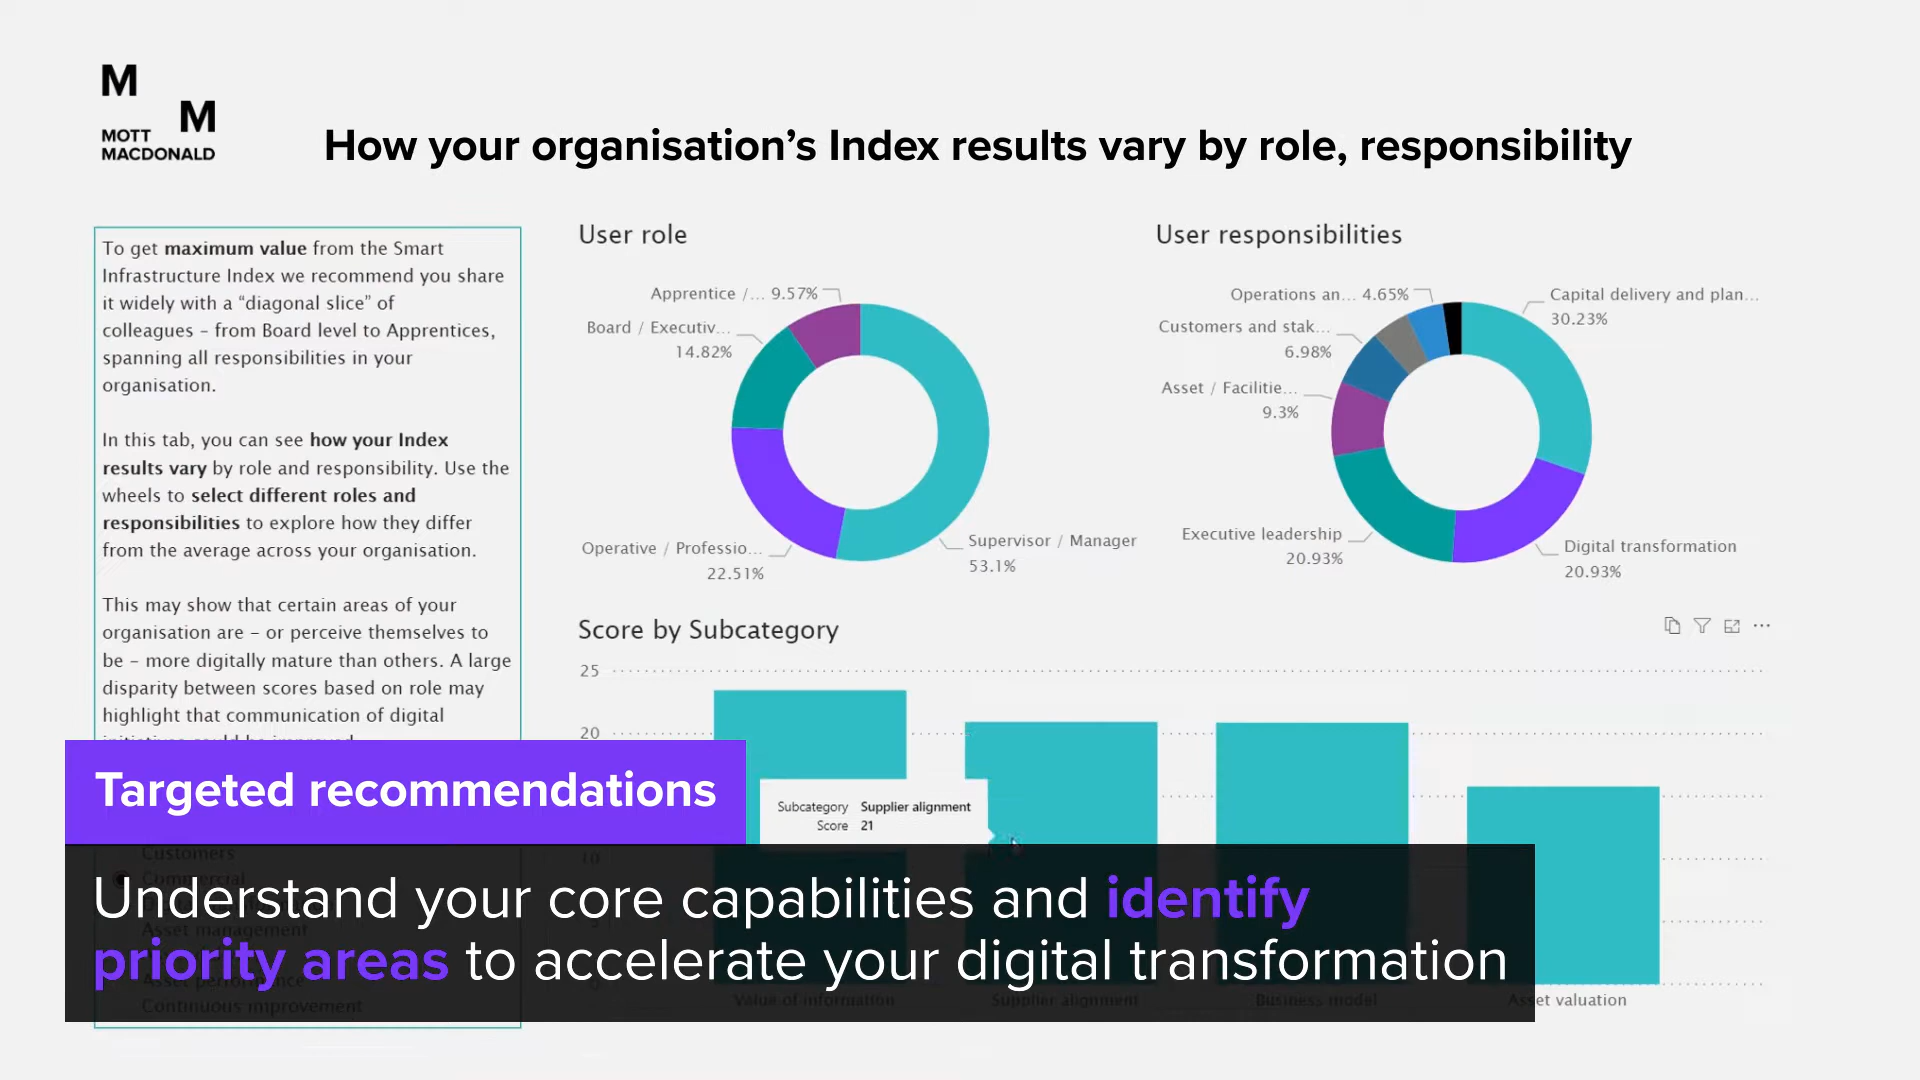 M
M
MOTT
MACDONALD
How your organisation's Index results vary by role, responsibility
To get maximum value from the Smart
Infrastructure Index we recommend you share
it widely with a “diagonal slice” of
colleagues – from Board level to Apprentices,
spanning all responsibilities in your
organisation.
In this tab, you can see how your Index
results vary by role and responsibility. Use the
wheels to select different roles and
responsibilities to explore how they differ
from the average across your organisation.
This may show that certain areas of your
organisation are – or perceive themselves to
be – more digitally mature than others. A large
disparity between scores based on role may
highlight that communication of digital
initiatives could be improved.
User role
Apprentice /... 9.57%
Board / Executiv...
14.82%
Operative / Professio...
22.51%
Supervisor / Manager
53.1%
User responsibilities
Operations an... 4.65%
Customers and stak...
6.98%
Asset / Facilitie...
9.3%
Executive leadership
20.93%
Capital delivery and plan...
30.23%
Digital transformation
20.93%
Score by Subcategory
25
20
10
Subcategory Supplier alignment
Score 21
Targeted recommendations
Customers
Commercial
Understand your core capabilities and identify
priority areas to accelerate your digital transformation
Asset management
Asset performance
Continuous improvement
Value of information
Supplier alignment
Business model
Asset valuation